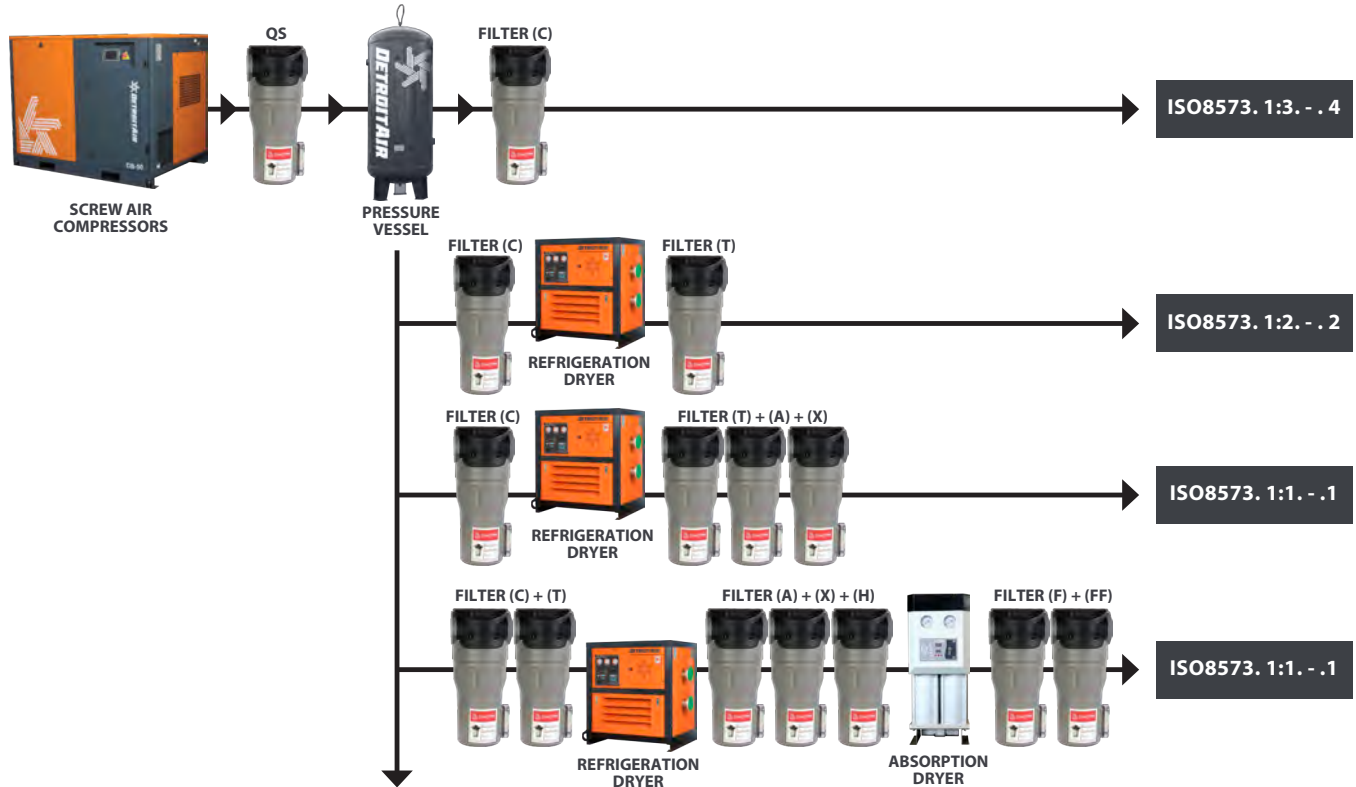 QS
FILTER (C)
DETROITAIR
DETROITAIR
ISO8573. 1:3. - . 4
SCREW AIR
COMPRESSORS
PRESSURE
VESSEL
FILTER (C)
FILTER (T)
ISO8573. 1:2. - . 2
REFRIGERATION
DRYER
FILTER (C)
FILTER (T) + (A) + (X)
ISO8573. 1:1. - .1
REFRIGERATION
DRYER
FILTER (C) + (T)
FILTER (A) + (X) + (H)
FILTER (F) + (FF)
ISO8573. 1:1. - .1
REFRIGERATION
DRYER
ABSORPTION
DRYER